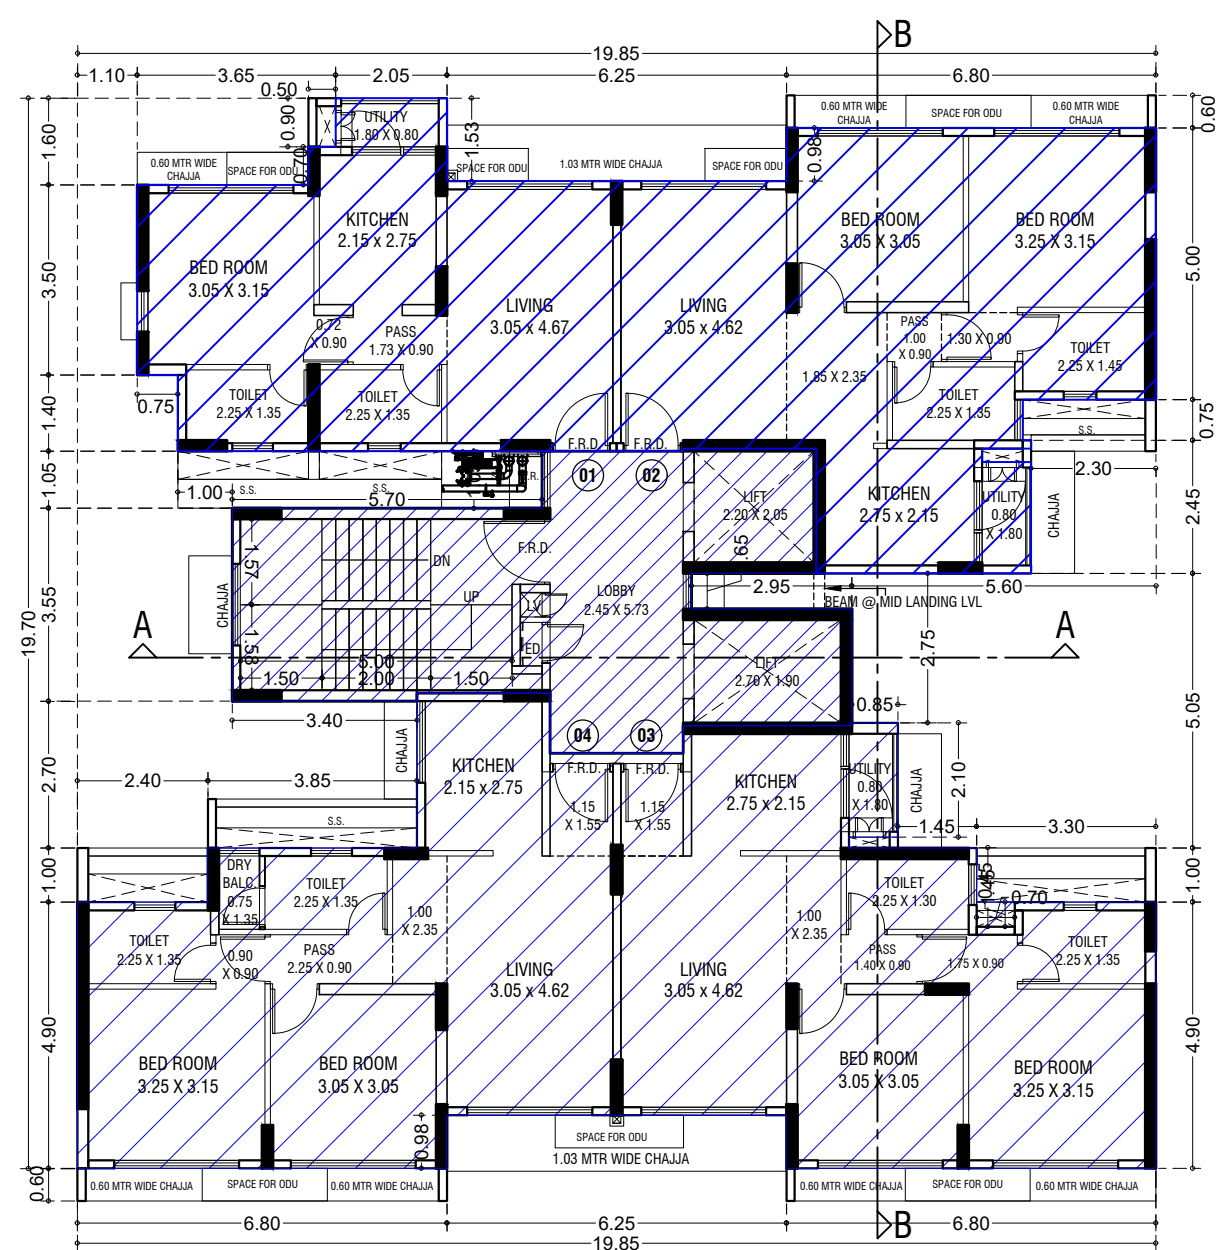 B
19.85
1.10
3.65
2.05
6.25
6.80
0.50
0.90
UTILITY
1.80 X 0.80
1.53
0.60 MTR WIDE
CHAJJA
SPACE FOR ODU
0.60 MTR WIDE
CHAJJA
0.60
1.60
0.70
0.60 MTR WIDE
CHAJJA
SPACE FOR ODU
SPACE FOR ODU
1.03 MTR WIDE CHAJJA
SPACE FOR ODU
0.98
KITCHEN
2.15 x 2.75
BED ROOM
3.05 X 3.05
BED ROOM
3.25 X 3.15
3.50
BED ROOM
3.05 X 3.15
5.00
LIVING
3.05 x 4.67
LIVING
3.05 x 4.62
0.72
X 0.90
PASS
1.73 X 0.90
PASS
1.00
X 0.90
1.30 X 0.90
TOILET
2.25 X 1.45
1.85 X 2.35
0.75
TOILET
2.25 X 1.35
TOILET
2.25 X 1.35
TOILET
2.25 X 1.35
1.40
0.75
S.S.
F.R.D.
F.R.D.
01
02
1.05
1.00
S.S.
S.S.
5.70
LIFT
2.20 X 2.05
KITCHEN
2.75 x 2.15
UTILITY
0.80
X 1.80
CHAJJA
2.30
2.45
F.R.D.
1.57
DN
.65
CHAJJA
3.55
LOBBY
2.45 X 5.73
2.95
5.60
UP
LV
BEAM @ MID LANDING LVL
19.70
A
A
1.58
ED
5.00
1.50
2.00
1.50
LIFT
2.70 X 1.90
2.75
0.85
3.40
5.05
04
03
CHAJJA
2.70
2.40
3.85
KITCHEN
2.15 x 2.75
F.R.D.
F.R.D.
KITCHEN
2.75 x 2.15
UTILITY
0.80
X 1.80
CHAJJA
2.10
1.15
X 1.55
1.15
X 1.55
S.S.
1.45
3.30
1.00
DRY
BALC.
0.75
X 1.35
TOILET
2.25 X 1.35
TOILET
2.25 X 1.30
0.70
1.00
1.00
X 2.35
1.00
X 2.35
TOILET
2.25 X 1.35
0.90
X 0.90
PASS
2.25 X 0.90
PASS
1.40 X 0.90
1.75 X 0.90
TOILET
2.25 X 1.35
LIVING
3.05 x 4.62
LIVING
3.05 x 4.62
4.90
4.90
BED ROOM
3.25 X 3.15
BED ROOM
3.05 X 3.05
BED ROOM
3.05 X 3.05
BED ROOM
3.25 X 3.15
0.98
SPACE FOR ODU
1.03 MTR WIDE CHAJJA
0.60
0.60 MTR WIDE CHAJJA
SPACE FOR ODU
0.60 MTR WIDE CHAJJA
0.60 MTR WIDE CHAJJA
SPACE FOR ODU
0.60 MTR WIDE CHAJJA
6.80
6.25
B
6.80
19.85